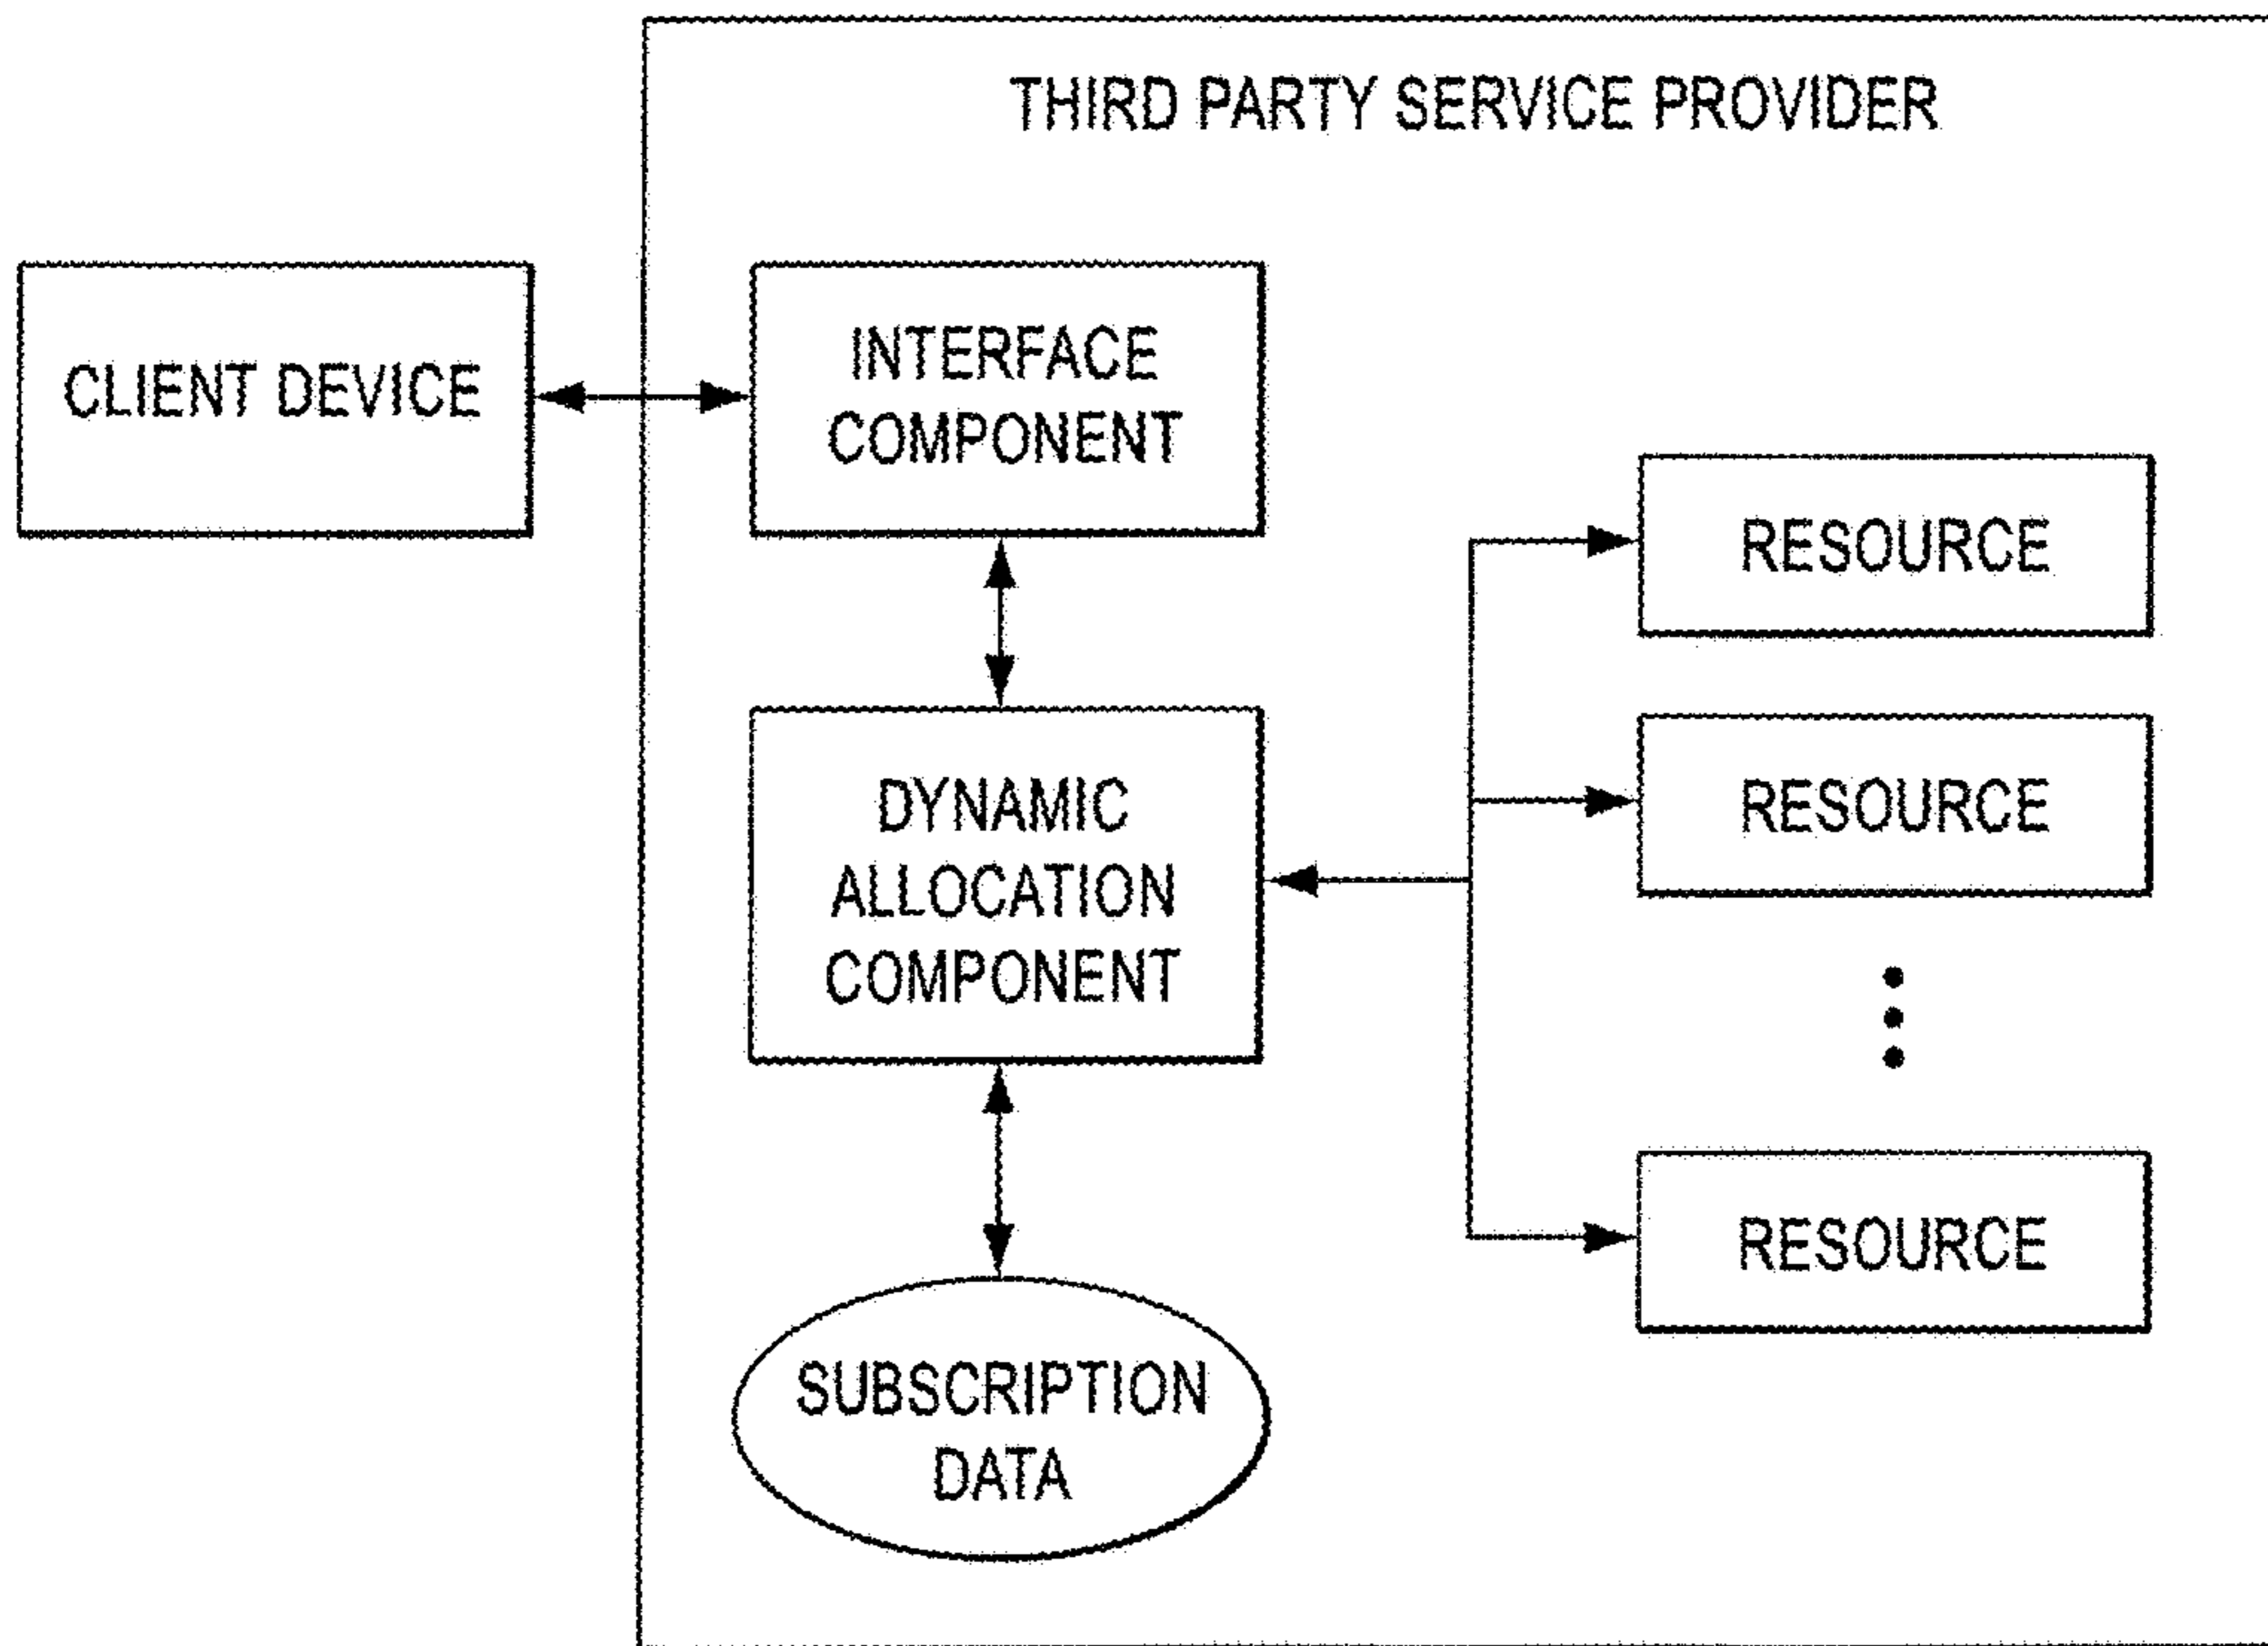 THIRD PARTY SERVICE PROVIDER
CLIENT DEVICE
INTERFACE
COMPONENT
RESOURCE
DYNAMIC
ALLOCATION
COMPONENT
RESOURCE
RESOURCE
SUBSCRIPTION
DATA